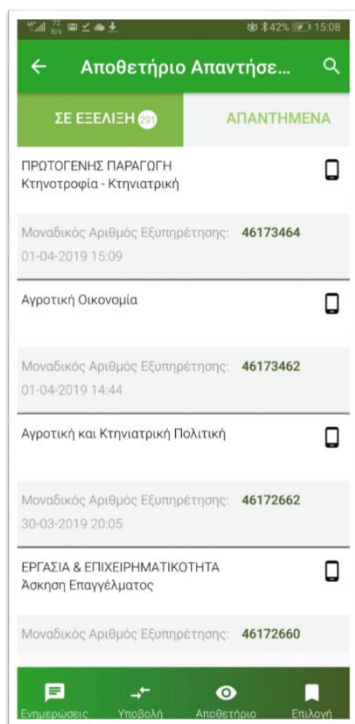 72
B/s
42%
15:08
Αποθετήριο Απαντήσε...
ΣΕ ΕΞΕΛΙΞΗ 291
ΑΠΑΝΤΗΜΕΝΑ
ΠΡΩΤΟΓΕΝΗΣ ΠΑΡΑΓΩΓΗ
Κτηνοτροφία - Κτηνιατρική
Μοναδικός Αριθμός Εξυπηρέτησης: 46173464
01-04-2019 15:09
Αγροτική Οικονομία
Μοναδικός Αριθμός Εξυπηρέτησης: 46173462
01-04-2019 14:44
Αγροτική και Κτηνιατρική Πολιτική
Μοναδικός Αριθμός Εξυπηρέτησης: 46172662
30-03-2019 20:05
ΕΡΓΑΣΙΑ & ΕΠΙΧΕΙΡΗΜΑΤΙΚΟΤΗΤΑ
Άσκηση Επαγγέλματος
Μοναδικός Αριθμός Εξυπηρέτησης: 46172660
Ενημερώσεις Υποβολή Αποθετήριο Επιλογή